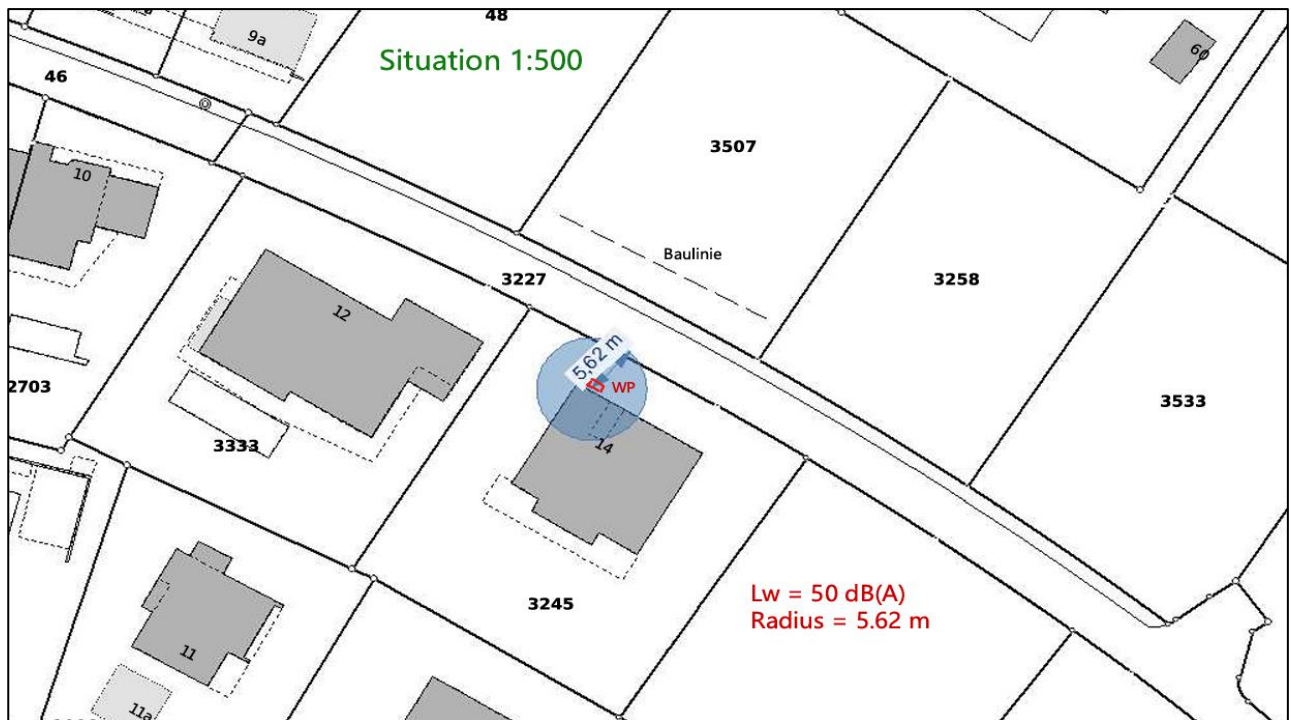 48
9a
Situation 1:500
60
46
3507
10
Baulinie
3227
3258
12
5,62 m
WP
2703
3533
3333
14
Lw = 50 dB(A)
Radius = 5.62 m
3245
11
11a